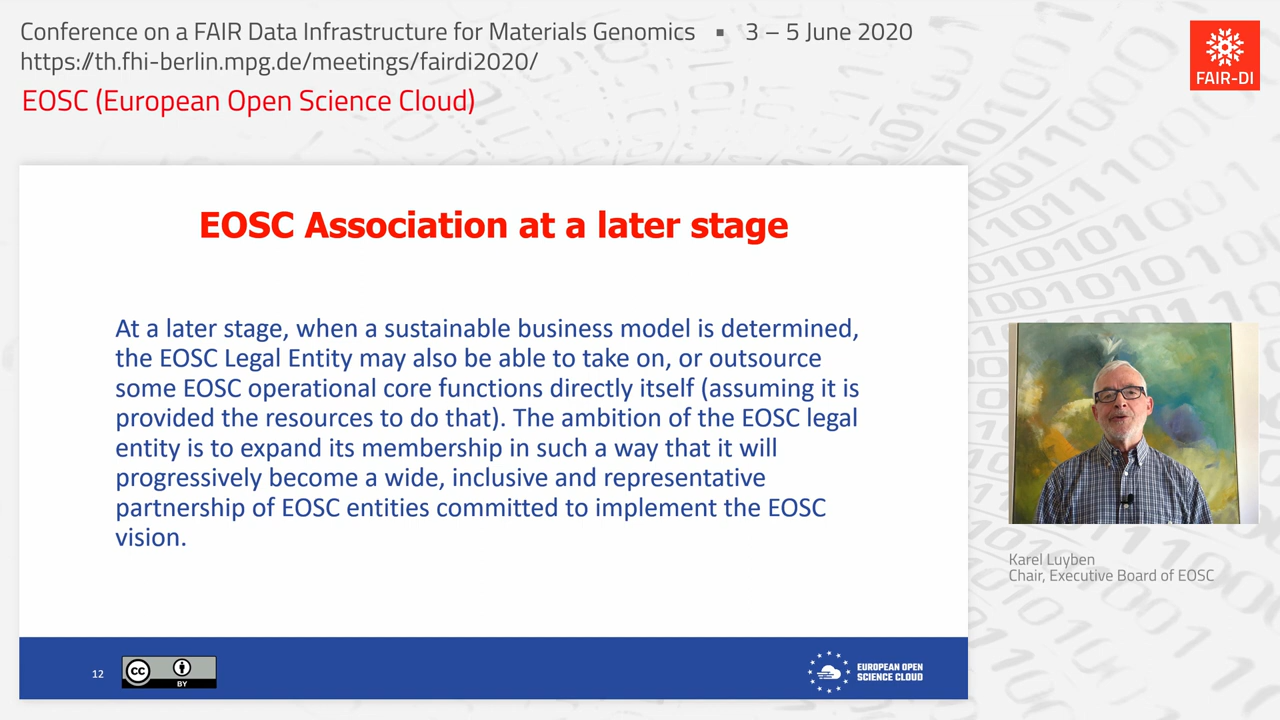 Conference on a FAIR Data Infrastructure for Materials Genomics ▪ 3 – 5 June 2020
https://th.fhi-berlin.mpg.de/meetings/fairdi2020/
EOSC (European Open Science Cloud)
FAIR-DI
EOSC Association at a later stage
At a later stage, when a sustainable business model is determined,
the EOSC Legal Entity may also be able to take on, or outsource
some EOSC operational core functions directly itself (assuming it is
provided the resources to do that). The ambition of the EOSC legal
entity is to expand its membership in such a way that it will
progressively become a wide, inclusive and representative
partnership of EOSC entities committed to implement the EOSC
vision.
Karel Luyben
Chair, Executive Board of EOSC
12
CC
BY
EUROPEAN OPEN
SCIENCE CLOUD